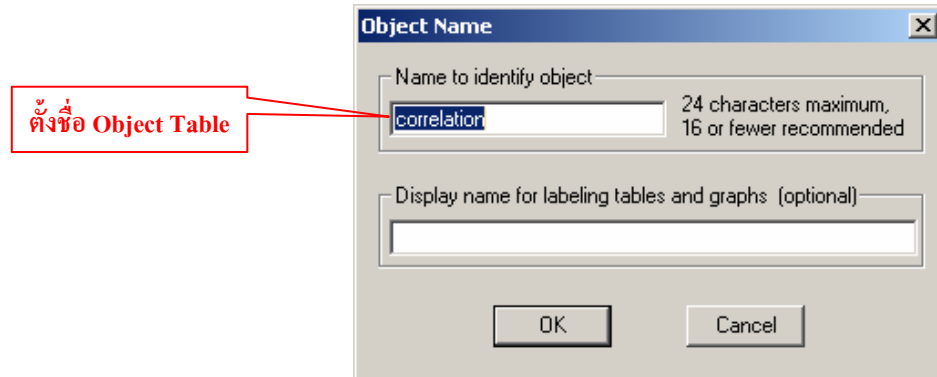 Object Name
Name to identify object
correlation
24 characters maximum,
16 or fewer recommended
ตั้งชื่อ Object Table
Display name for labeling tables and graphs (optional)
OK
Cancel